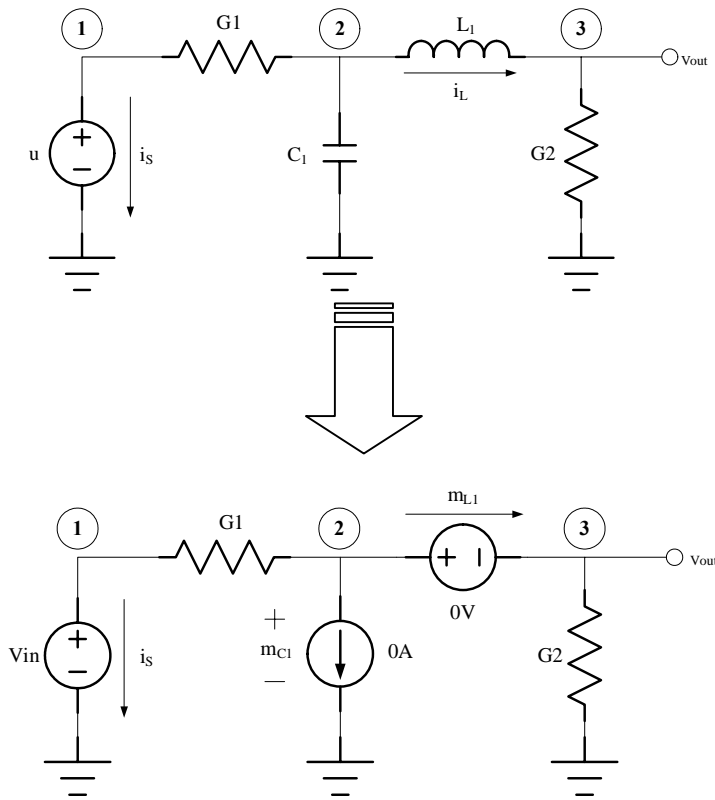 1 G1 2 L1 3
Vout
iL
+
u iS C1 G2
−
mL1
1 G1 2 3
+ − Vout
0V
+ +
Vin iS mC1 0A G2
− −